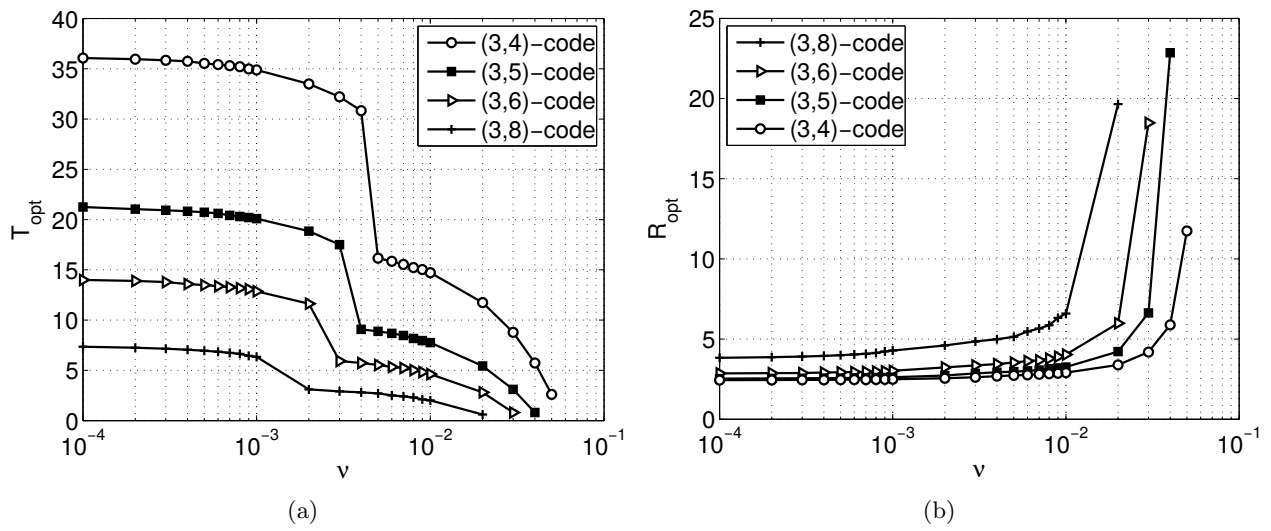 40
35
30
25
20
15
10
5
0
T_opt
10^−4
10^−3
10^−2
10^−1
ν
(3,4)−code
(3,5)−code
(3,6)−code
(3,8)−code
(a)
25
20
15
10
5
0
R_opt
10^−4
10^−3
10^−2
10^−1
ν
(3,8)−code
(3,6)−code
(3,5)−code
(3,4)−code
(b)